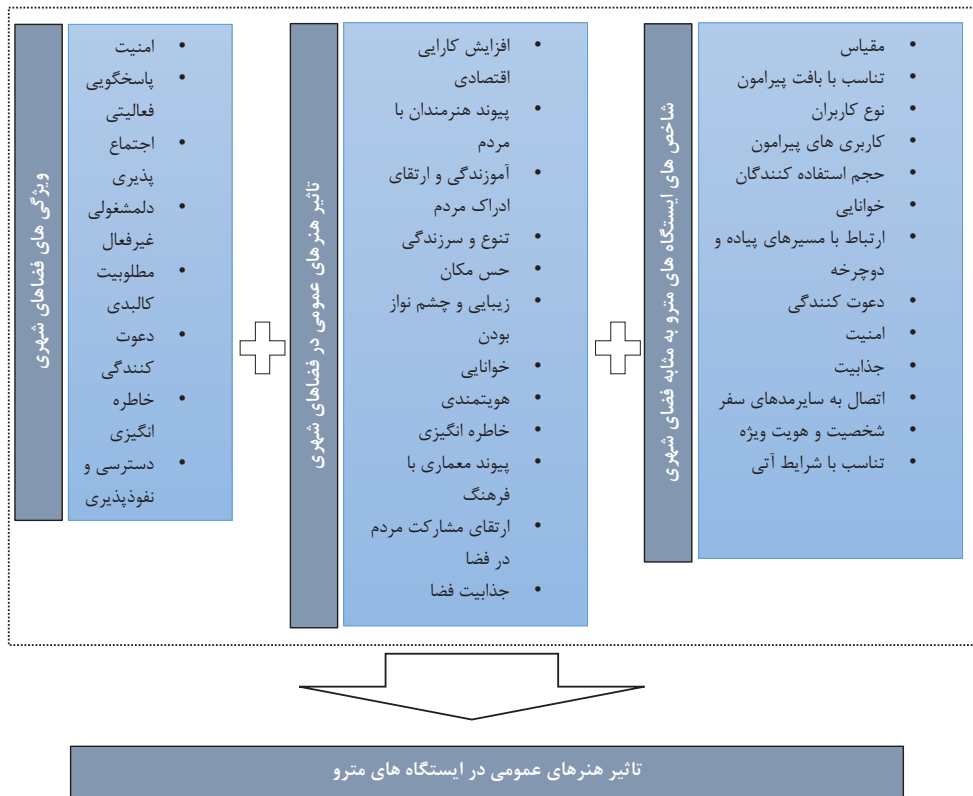 شاخص های ایستگاه های مترو به مثابه فضای شهری
• مقیاس
• تناسب با بافت پیرامون
• نوع کاربران
• کاربری های پیرامون
• حجم استفاده کنندگان
• خوانایی
• ارتباط با مسیرهای پیاده و
دوچرخه
• دعوت کنندگی
• امنیت
• جذابیت
• اتصال به سایرمدهای سفر
• شخصیت و هویت ویژه
• تناسب با شرایط آتی
تاثیر هنرهای عمومی در فضاهای شهری
• افزایش کارایی
اقتصادی
• پیوند هنرمندان با
مردم
• آموزندگی و ارتقای
ادراک مردم
• تنوع و سرزندگی
• حس مکان
• زیبایی و چشم نواز
بودن
• خوانایی
• هویتمندی
• خاطره انگیزی
• پیوند معماری با
فرهنگ
• ارتقای مشارکت مردم
در فضا
• جذابیت فضا
ویژگی های فضاهای شهری
• امنیت
• پاسخگویی
فعالیتی
• اجتماع
پذیری
• دلمشغولی
غیرفعال
• مطلوبیت
کالبدی
• دعوت
کنندگی
• خاطره
انگیزی
• دسترسی و
نفوذپذیری
تاثیر هنرهای عمومی در ایستگاه های مترو